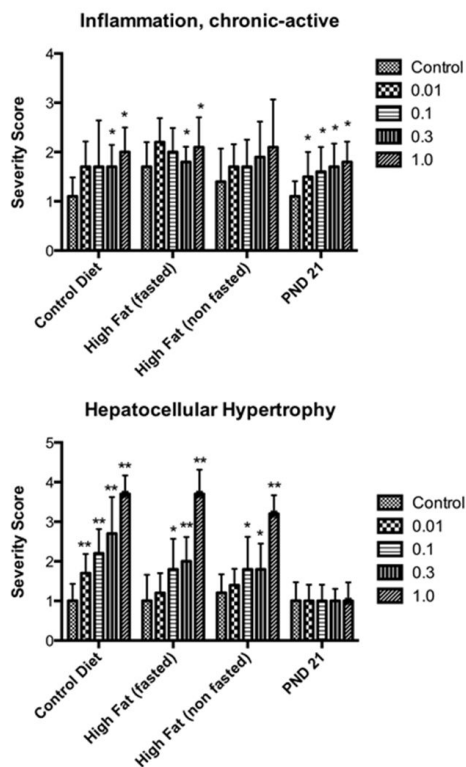 Inflammation, chronic-active
Severity Score
4
3
2
1
0
* * * * * * * *
Control Diet
High Fat (fasted)
High Fat (non fasted)
PND 21
Control
0.01
0.1
0.3
1.0
Hepatocellular Hypertrophy
Severity Score
5
4
3
2
1
0
** ** ** ** * ** ** * * **
Control Diet
High Fat (fasted)
High Fat (non fasted)
PND 21
Control
0.01
0.1
0.3
1.0